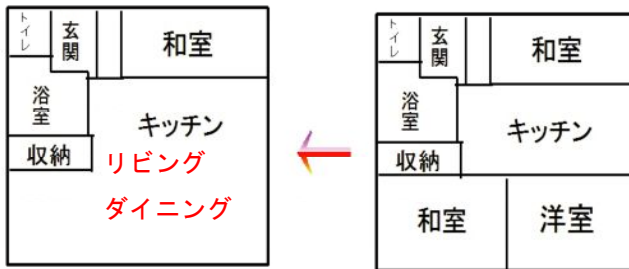 トイレ
玄関
和室
浴室
キッチン
収納
リビング
ダイニング
トイレ
玄関
和室
浴室
キッチン
収納
和室
洋室